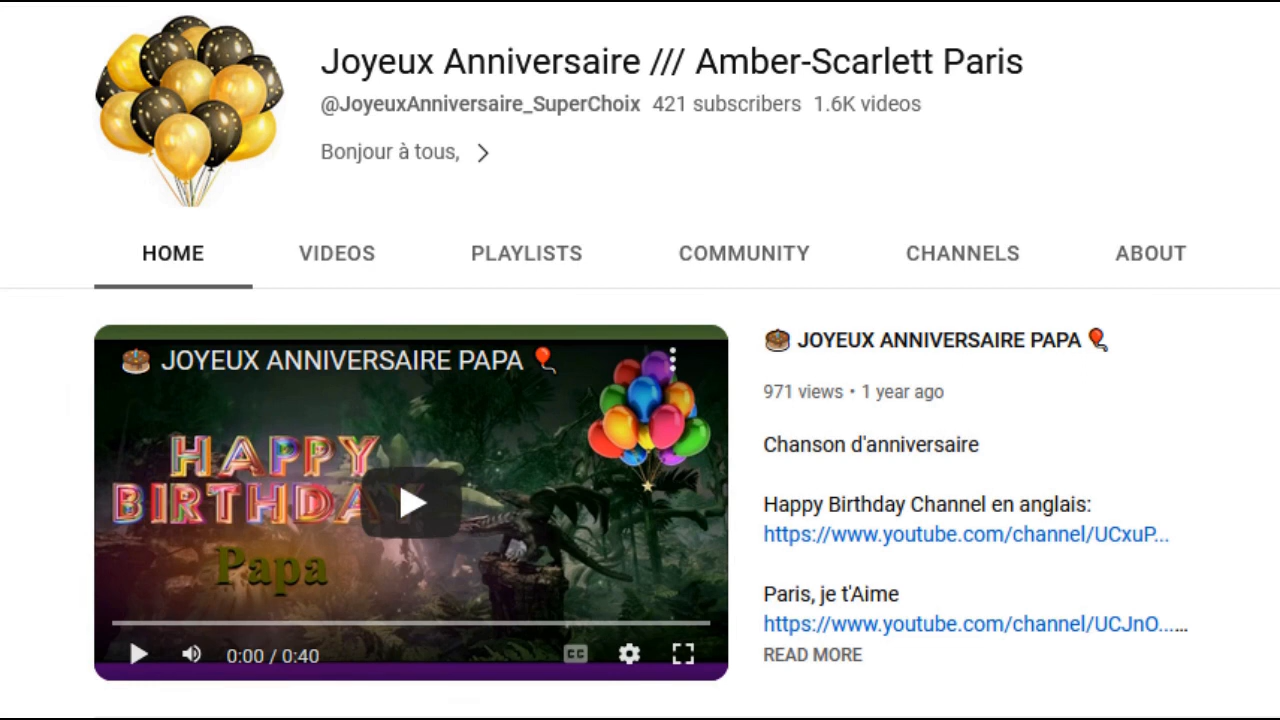 Joyeux Anniversaire /// Amber-Scarlett Paris
@JoyeuxAnniversaire_SuperChoix 421 subscribers 1.6K videos
Bonjour à tous,
HOME VIDEOS PLAYLISTS COMMUNITY CHANNELS ABOUT
JOYEUX ANNIVERSAIRE PAPA
HAPPY
BIRTHDAY
Papa
0:00 / 0:40
CC
JOYEUX ANNIVERSAIRE PAPA
971 views • 1 year ago
Chanson d'anniversaire
Happy Birthday Channel en anglais:
https://www.youtube.com/channel/UCxuP...
Paris, je t'Aime
https://www.youtube.com/channel/UCJnO......
READ MORE